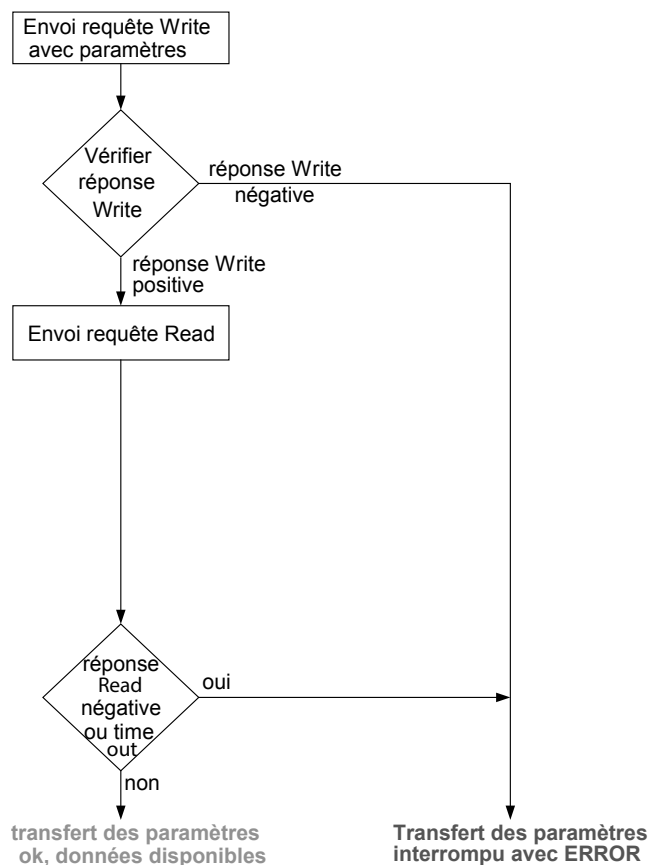 Envoi requête Write
avec paramètres
Vérifier
réponse
Write
réponse Write
négative
réponse Write
positive
Envoi requête Read
réponse
Read
négative
ou time
out
oui
non
transfert des paramètres
ok, données disponibles
Transfert des paramètres
interrompu avec ERROR